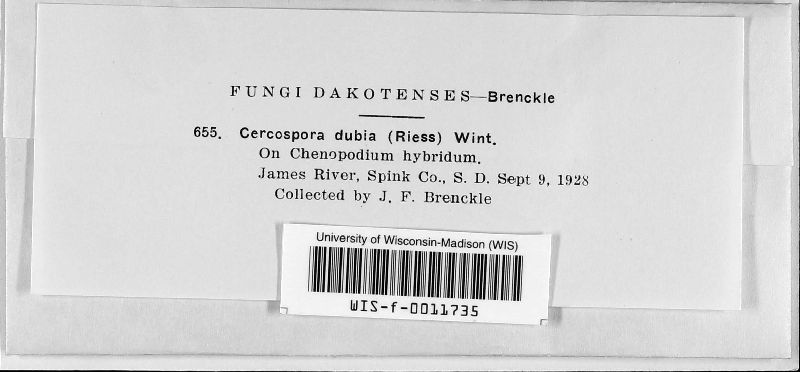 FUNGI DAKOTENSES—Brenckle
655. Cercospora dubia (Riess) Wint.
On Chenopodium hybridum.
James River, Spink Co., S. D. Sept 9, 1928
Collected by J. F. Brenckle
University of Wisconsin-Madison (WIS)
WIS-f-0011735